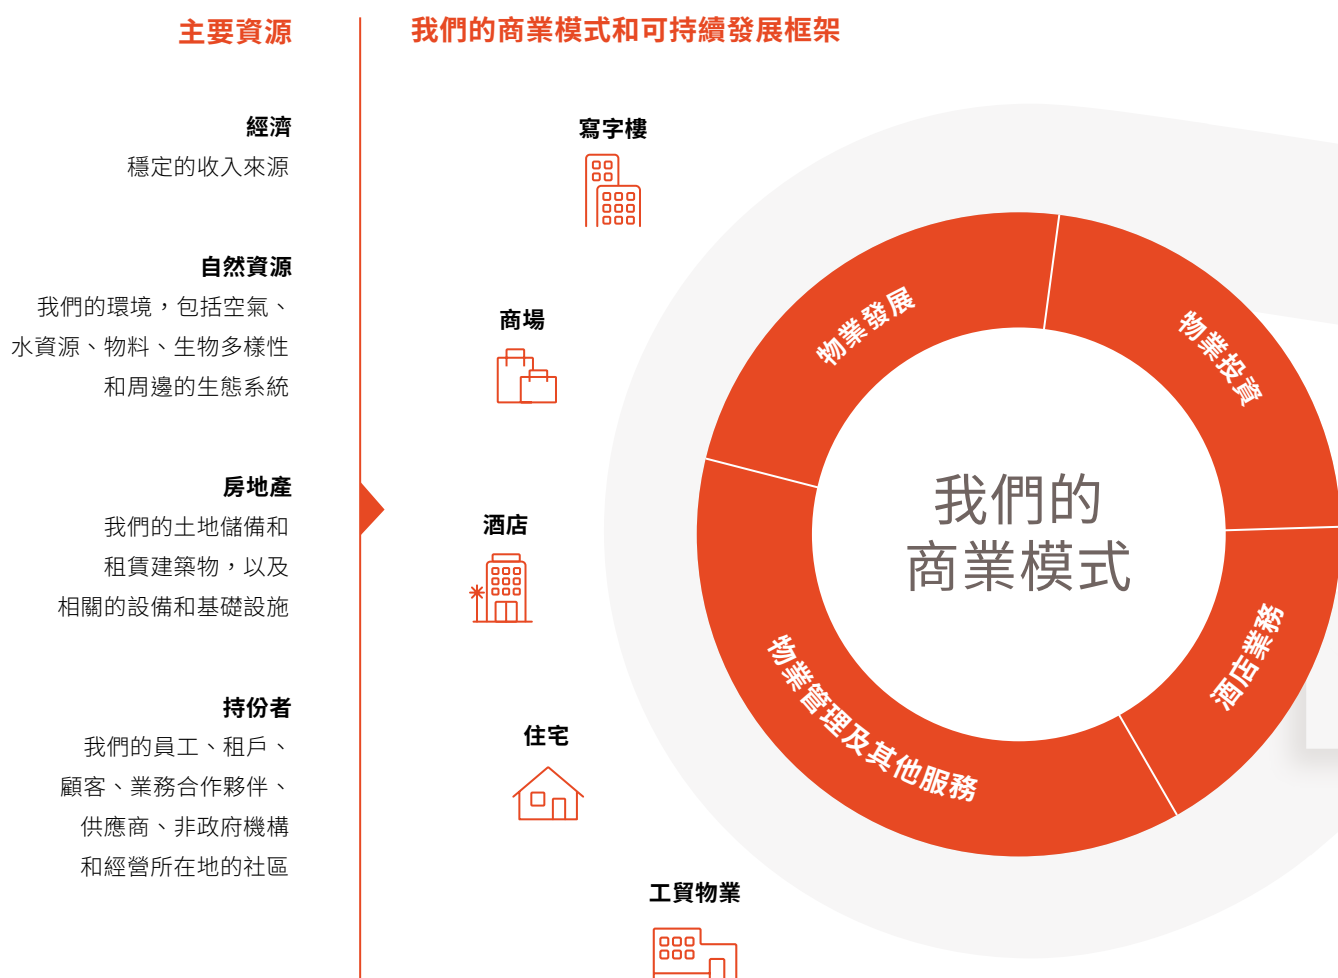 主要資源
經濟
穩定的收入來源
自然資源
我們的環境，包括空氣、
水資源、物料、生物多樣性
和周邊的生態系統
房地產
我們的土地儲備和
租賃建築物，以及
相關的設備和基礎設施
持份者
我們的員工、租戶、
顧客、業務合作夥伴、
供應商、非政府機構
和經營所在地的社區
我們的商業模式和可持續發展框架
寫字樓
商場
酒店
住宅
工貿物業
物業發展
物業投資
酒店業務
物業管理及其他服務
我們的
商業模式